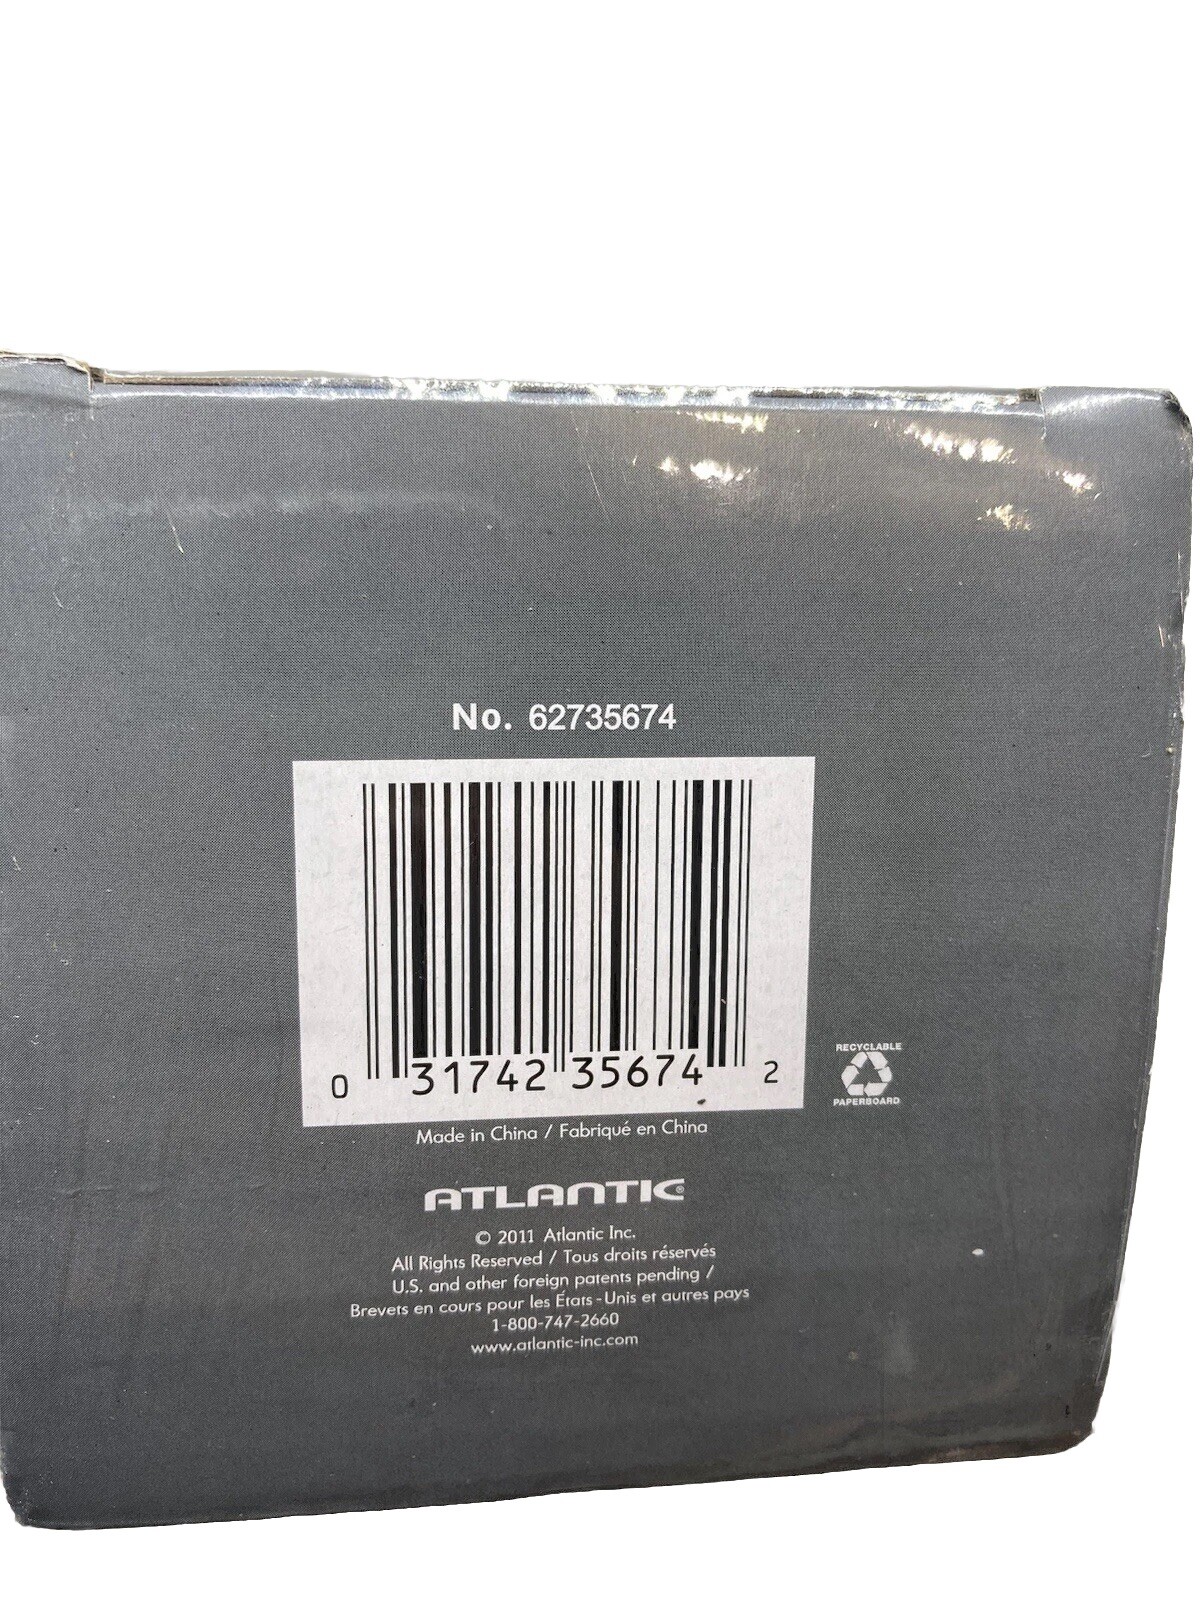 No. 62735674
0 31742 35674 2
RECYCLABLE
PAPERBOARD
Made in China / Fabriqué en China
ATLANTIC®
© 2011 Atlantic Inc.
All Rights Reserved / Tous droits réservés
U.S. and other foreign patents pending /
Brevets en cours pour les États-Unis et autres pays
1-800-747-2660
www.atlantic-inc.com